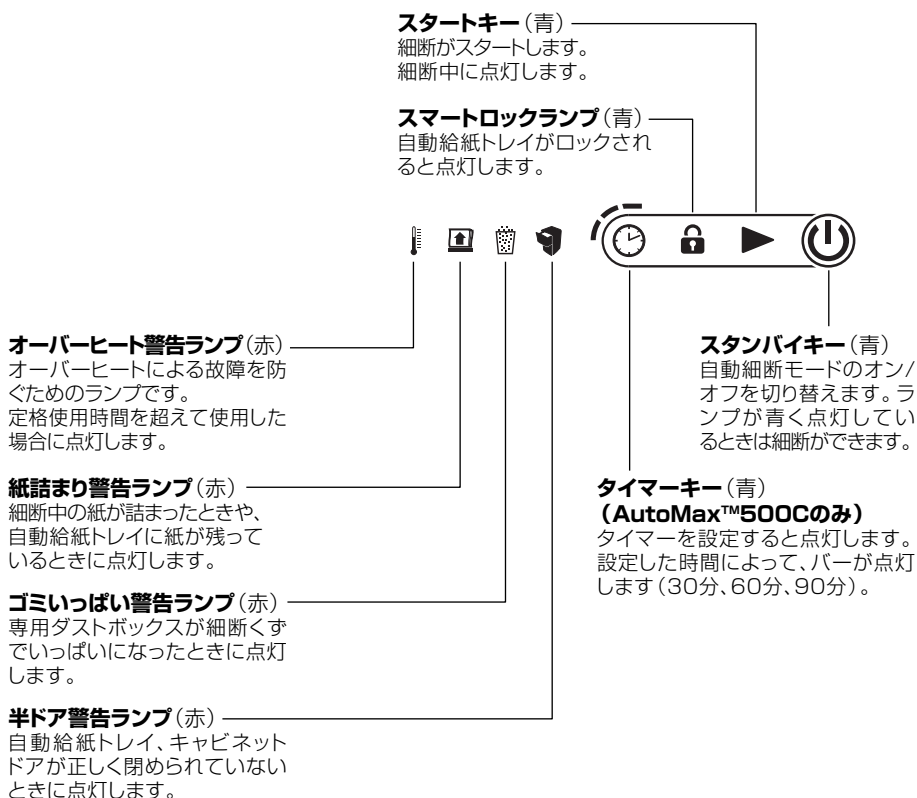 スタートキー（青）
細断がスタートします。
細断中に点灯します。
スマートロックランプ（青）
自動給紙トレイがロックされ
ると点灯します。
オーバーヒート警告ランプ（赤）
オーバーヒートによる故障を防
ぐためのランプです。
定格使用時間を超えて使用した
場合に点灯します。
紙詰まり警告ランプ（赤）
細断中の紙が詰まったときや、
自動給紙トレイに紙が残って
いるときに点灯します。
ゴミいっぱい警告ランプ（赤）
専用ダストボックスが細断くず
でいっぱいになったときに点灯
します。
半ドア警告ランプ（赤）
自動給紙トレイ、キャビネット
ドアが正しく閉められていない
ときに点灯します。
スタンバイキー（青）
自動細断モードのオン/
オフを切り替えます。ラ
ンプが青く点灯してい
るときは細断ができます。
タイマーキー（青）
（AutoMax™500Cのみ）
タイマーを設定すると点灯します。
設定した時間によって、バーが点灯
します（30分、60分、90分）。